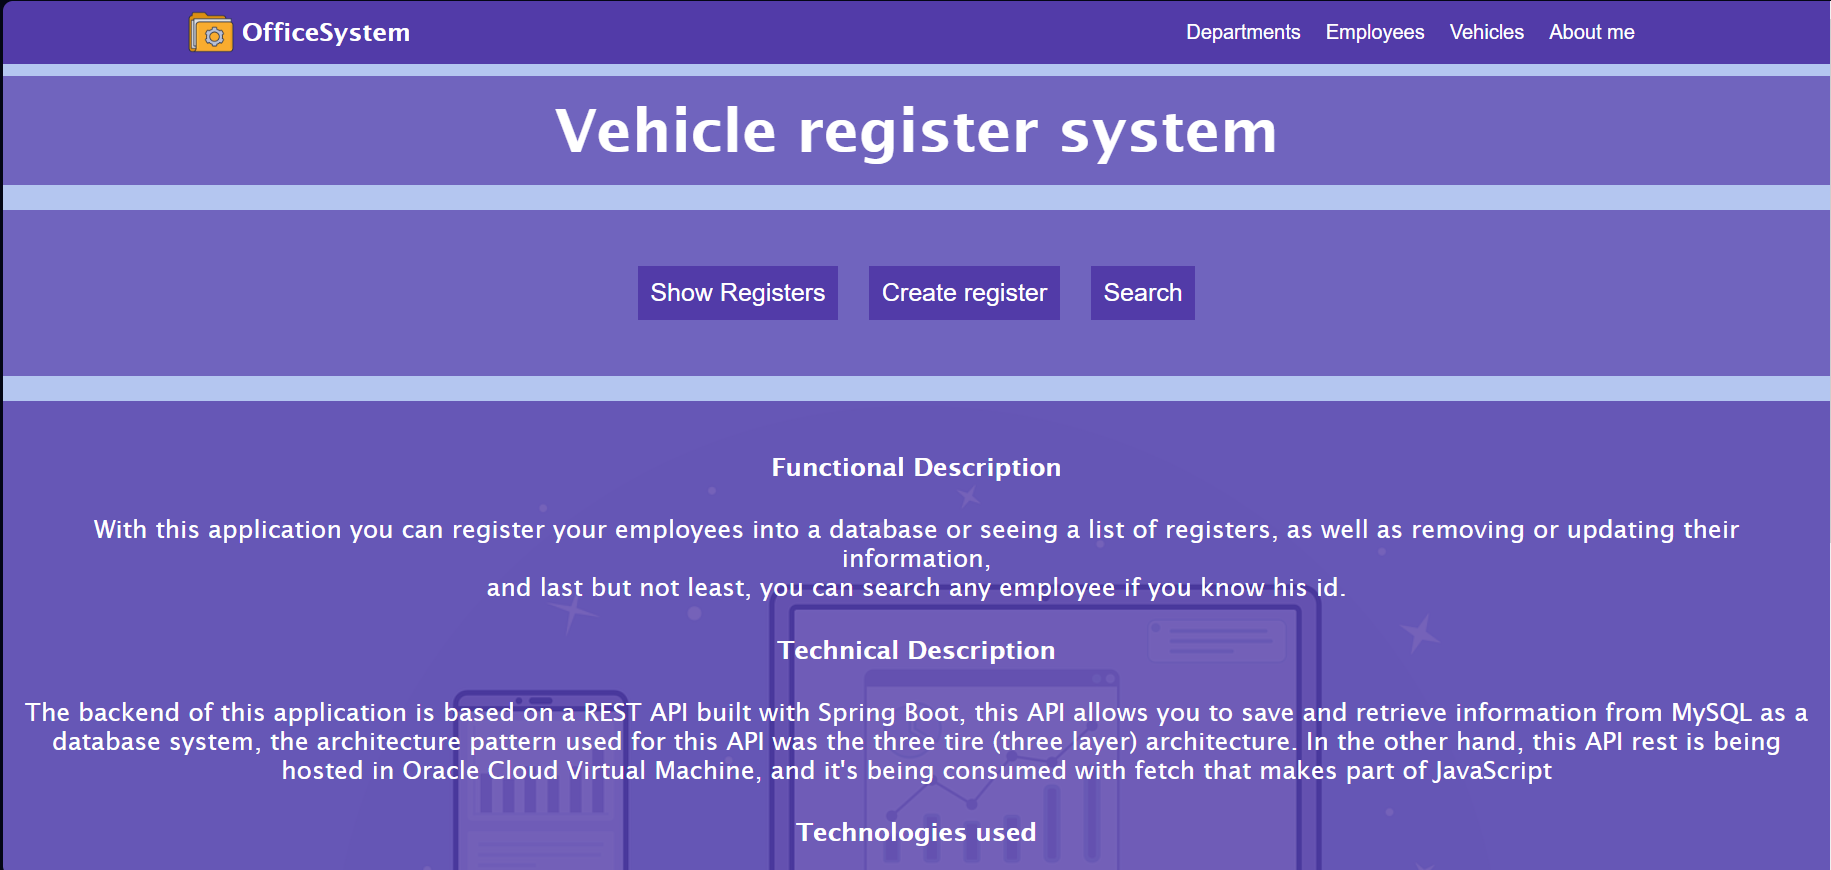 OfficeSystem
Departments Employees Vehicles About me
Vehicle register system
Show Registers Create register Search
Functional Description
With this application you can register your employees into a database or seeing a list of registers, as well as removing or updating their
information,
and last but not least, you can search any employee if you know his id.
Technical Description
The backend of this application is based on a REST API built with Spring Boot, this API allows you to save and retrieve information from MySQL as a
database system, the architecture pattern used for this API was the three tire (three layer) architecture. In the other hand, this API rest is being
hosted in Oracle Cloud Virtual Machine, and it's being consumed with fetch that makes part of JavaScript
Technologies used